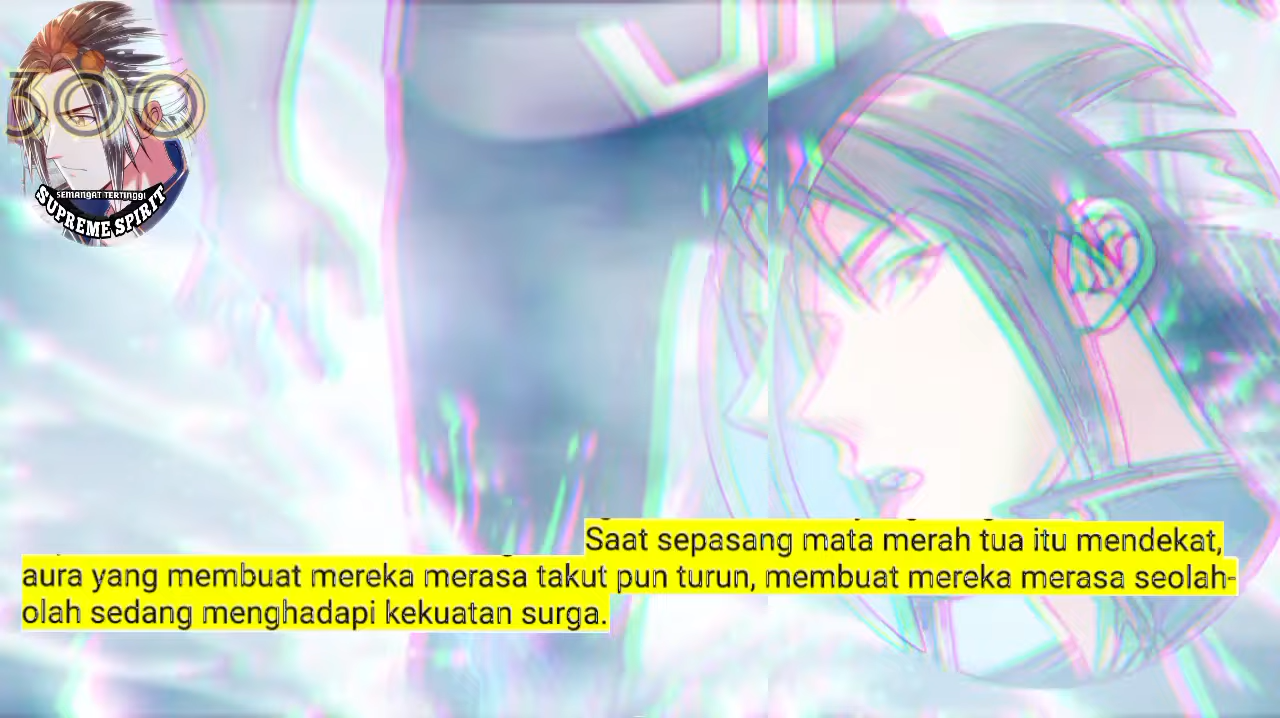 300
SEMANGAT TERTINGGI
SUPREME SPIRIT
Saat sepasang mata merah tua itu mendekat,
aura yang membuat mereka merasa takut pun turun, membuat mereka merasa seolah-
olah sedang menghadapi kekuatan surga.